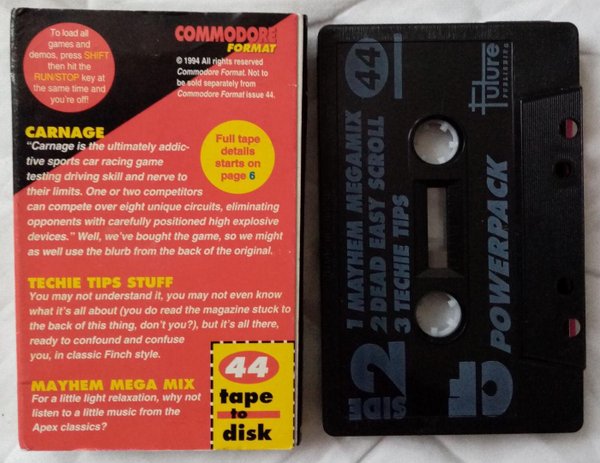 To load all
games and
demos, press SHIFT
then hit the
RUN/STOP key at
the same time and
you're off!
COMMODORE
FORMAT
© 1994 All rights reserved
Commodore Format. Not to
be sold separately from
Commodore Format issue 44.
CARNAGE
"Carnage is the ultimately addic-
tive sports car racing game
testing driving skill and nerve to
their limits. One or two competitors
can compete over eight unique circuits, eliminating
opponents with carefully positioned high explosive
devices." Well, we've bought the game, so we might
as well use the blurb from the back of the original.
Full tape
details
starts on
page 6
TECHIE TIPS STUFF
You may not understand it, you may not even know
what it's all about (you do read the magazine stuck to
the back of this thing, don't you?), but it's all there,
ready to confound and confuse
you, in classic Finch style.
MAYHEM MEGA MIX
For a little light relaxation, why not
listen to a little music from the
Apex classics?
44
tape
to
disk
SIDE 2
1 MAYHEM MEGAMIX
2 DEAD EASY SCROLL
3 TECHIE TIPS
44
future
PUBLISHING
CF
POWERPACK